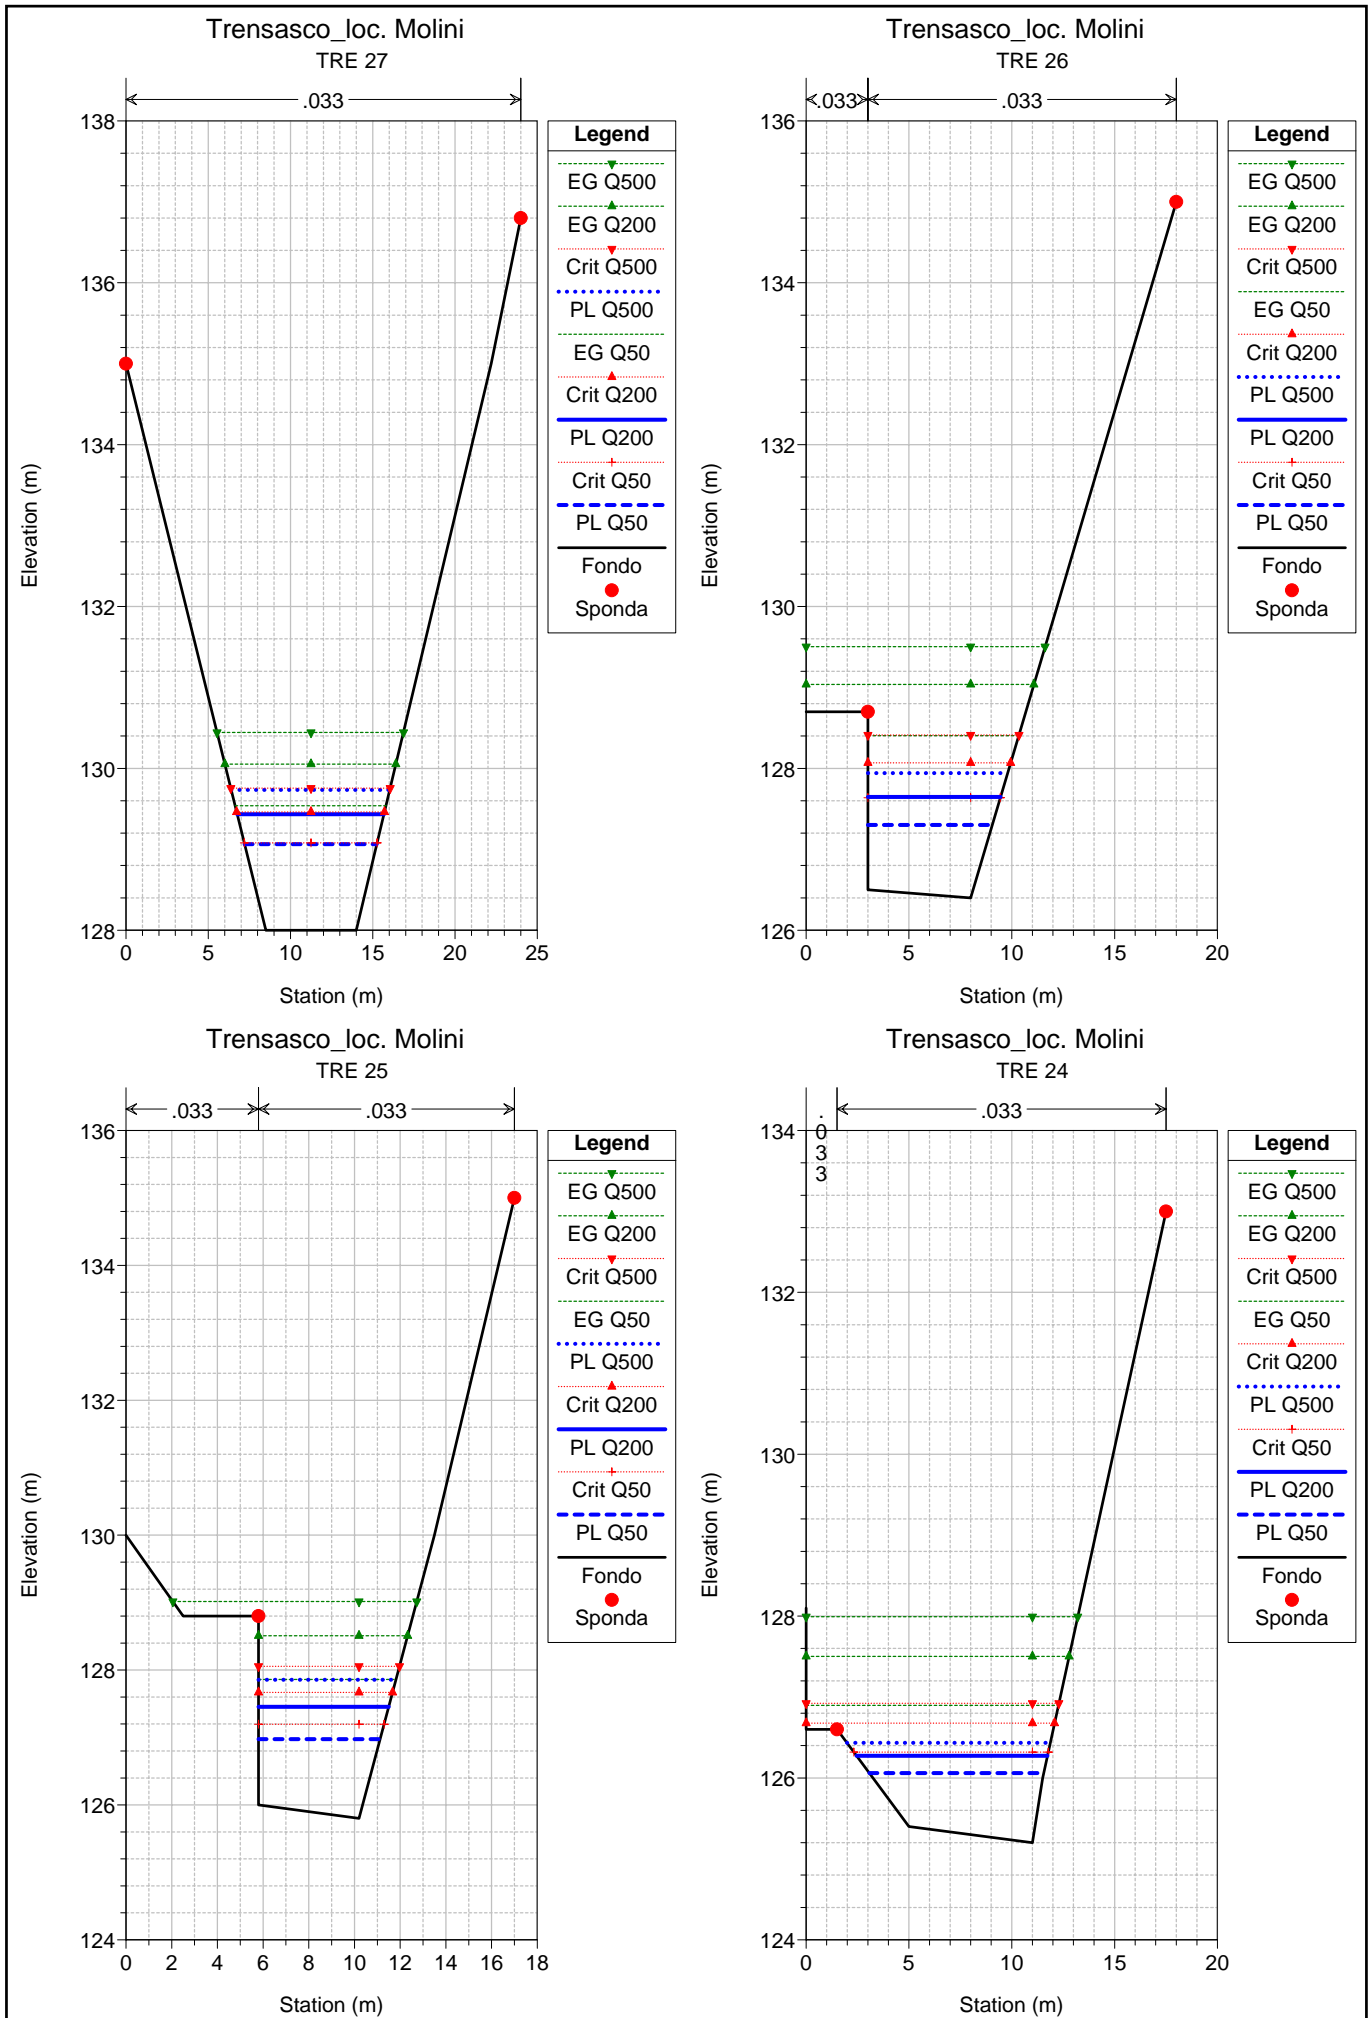 Trensasco_loc. Molini
TRE 27
.033
138
136
134
132
130
128
Elevation (m)
0 5 10 15 20 25
Station (m)
Legend
EG Q500
EG Q200
Crit Q500
PL Q500
EG Q50
Crit Q200
PL Q200
Crit Q50
PL Q50
Fondo
Sponda
Trensasco_loc. Molini
TRE 26
.033 .033
136
134
132
130
128
126
Elevation (m)
0 5 10 15 20
Station (m)
Legend
EG Q500
EG Q200
Crit Q500
EG Q50
Crit Q200
PL Q500
PL Q200
Crit Q50
PL Q50
Fondo
Sponda
Trensasco_loc. Molini
TRE 25
.033 .033
136
134
132
130
128
126
124
Elevation (m)
0 2 4 6 8 10 12 14 16 18
Station (m)
Legend
EG Q500
EG Q200
Crit Q500
EG Q50
PL Q500
Crit Q200
PL Q200
Crit Q50
PL Q50
Fondo
Sponda
Trensasco_loc. Molini
TRE 24
.033 .033
134
132
130
128
126
124
Elevation (m)
0 5 10 15 20
Station (m)
Legend
EG Q500
EG Q200
Crit Q500
EG Q50
Crit Q200
PL Q500
Crit Q50
PL Q200
PL Q50
Fondo
Sponda